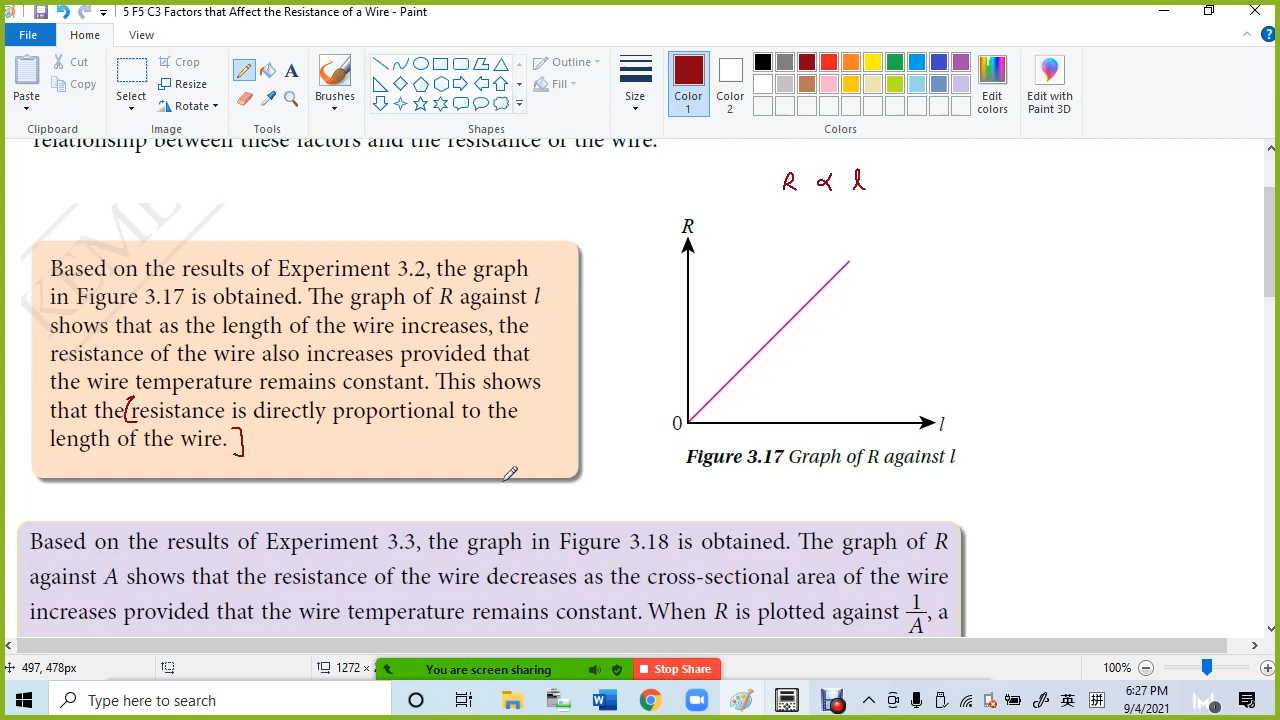 5 F5 C3 Factors that Affect the Resistance of a Wire - Paint
File Home View
Paste
Cut
Copy
Clipboard
Select
Crop
Resize
Rotate
Image
A
Tools
Brushes
Outline
Fill
Shapes
Size
Color 1
Color 2
Edit colors
Colors
Edit with Paint 3D
relationship between these factors and the resistance of the wire.
R ∝ l
KEME
Based on the results of Experiment 3.2, the graph
in Figure 3.17 is obtained. The graph of R against l
shows that as the length of the wire increases, the
resistance of the wire also increases provided that
the wire temperature remains constant. This shows
that the [resistance is directly proportional to the
length of the wire. ]
R
0
l
Figure 3.17 Graph of R against l
Based on the results of Experiment 3.3, the graph in Figure 3.18 is obtained. The graph of R
against A shows that the resistance of the wire decreases as the cross-sectional area of the wire
increases provided that the wire temperature remains constant. When R is plotted against 1/A, a
497, 478px
1272 ×
You are screen sharing
Stop Share
100%
Type here to search
英
拼
6:27 PM
9/4/2021